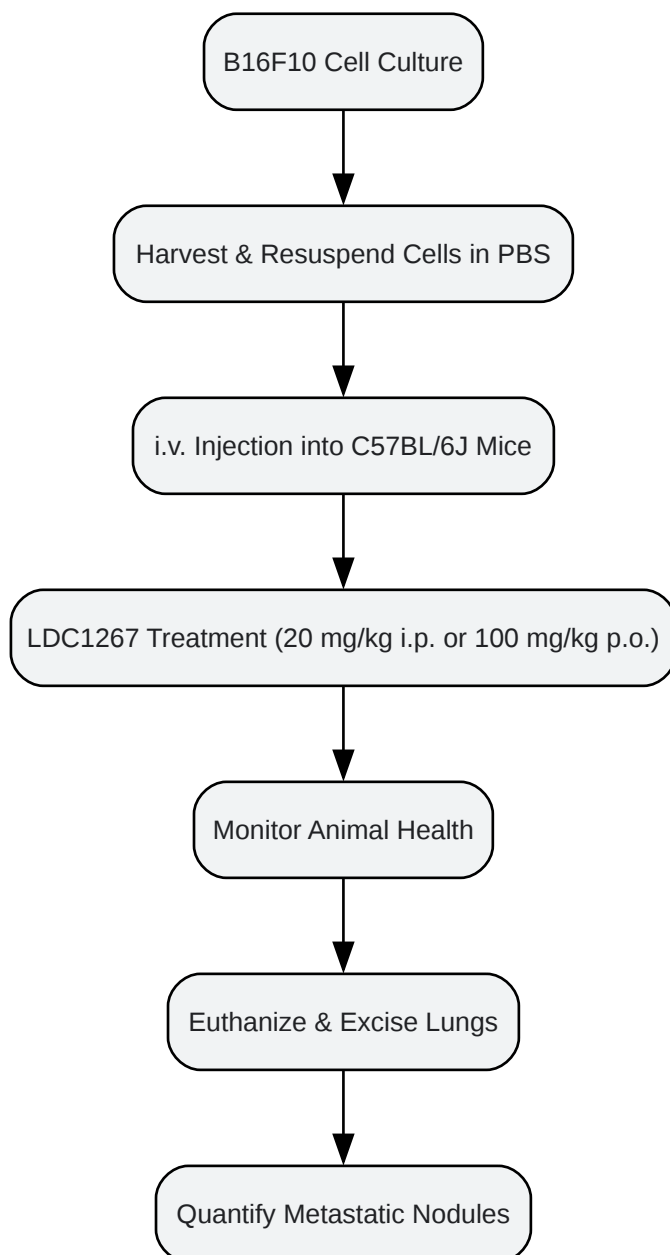 B16F10 Cell Culture
Harvest & Resuspend Cells in PBS
i.v. Injection into C57BL/6J Mice
LDC1267 Treatment (20 mg/kg i.p. or 100 mg/kg p.o.)
Monitor Animal Health
Euthanize & Excise Lungs
Quantify Metastatic Nodules